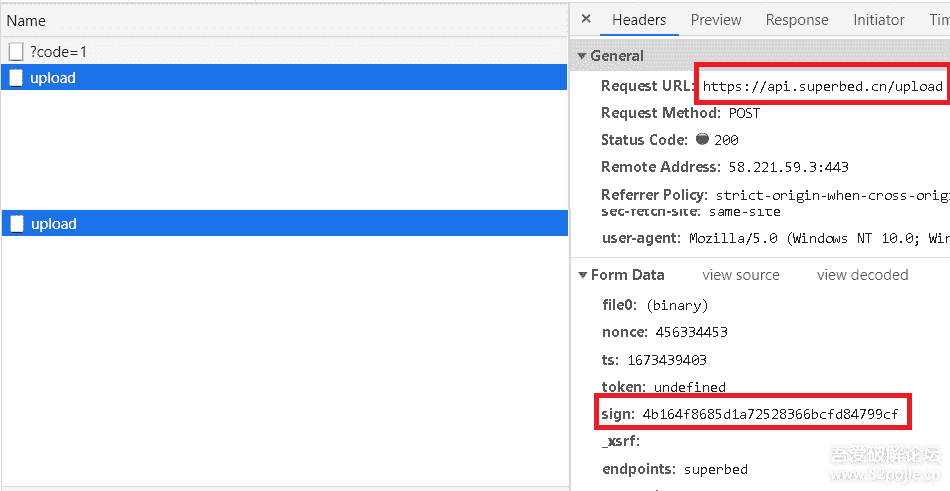 Name
?code=1
upload
upload
× Headers Preview Response Initiator Tim
General
Request URL: https://api.superbed.cn/upload
Request Method: POST
Status Code: 200
Remote Address: 58.221.59.3:443
Referrer Policy: strict-origin-when-cross-orig
sec-fetch-site: same-site
user-agent: Mozilla/5.0 (Windows NT 10.0; Win
Form Data view source view decoded
file0: (binary)
nonce: 456334453
ts: 1673439403
token: undefined
sign: 4b164f8685d1a72528366bcfd84799cf
_xsrf:
endpoints: superbed
吾爱破解论坛
www.52pojie.cn